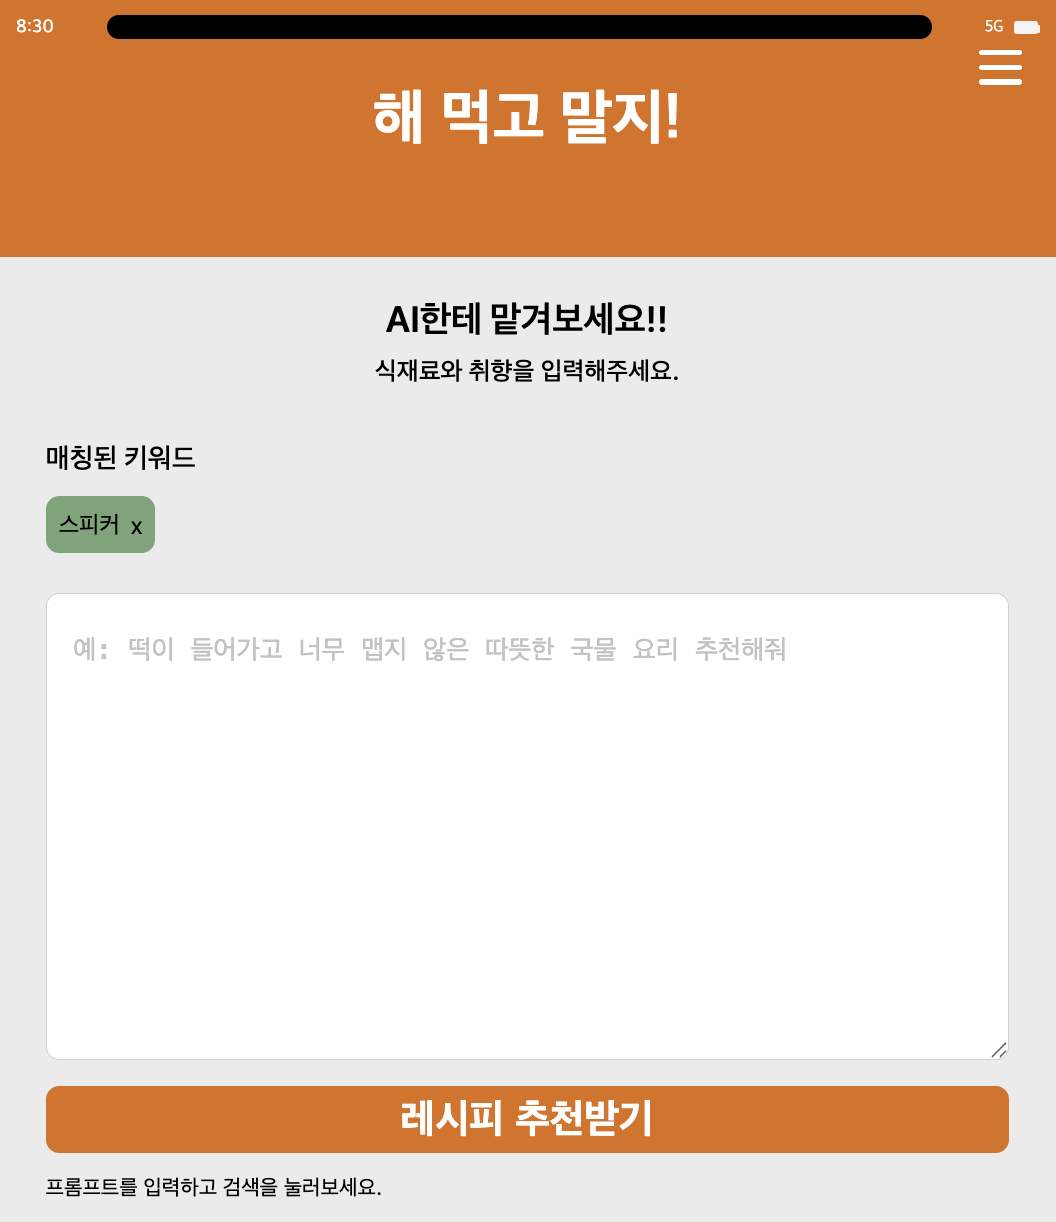 8:30
5G
해 먹고 말지!
AI한테 맡겨보세요!!
식재료와 취향을 입력해주세요.
매칭된 키워드
스피커 x
예: 떡이 들어가고 너무 맵지 않은 따뜻한 국물 요리 추천해줘
레시피 추천받기
프롬프트를 입력하고 검색을 눌러보세요.